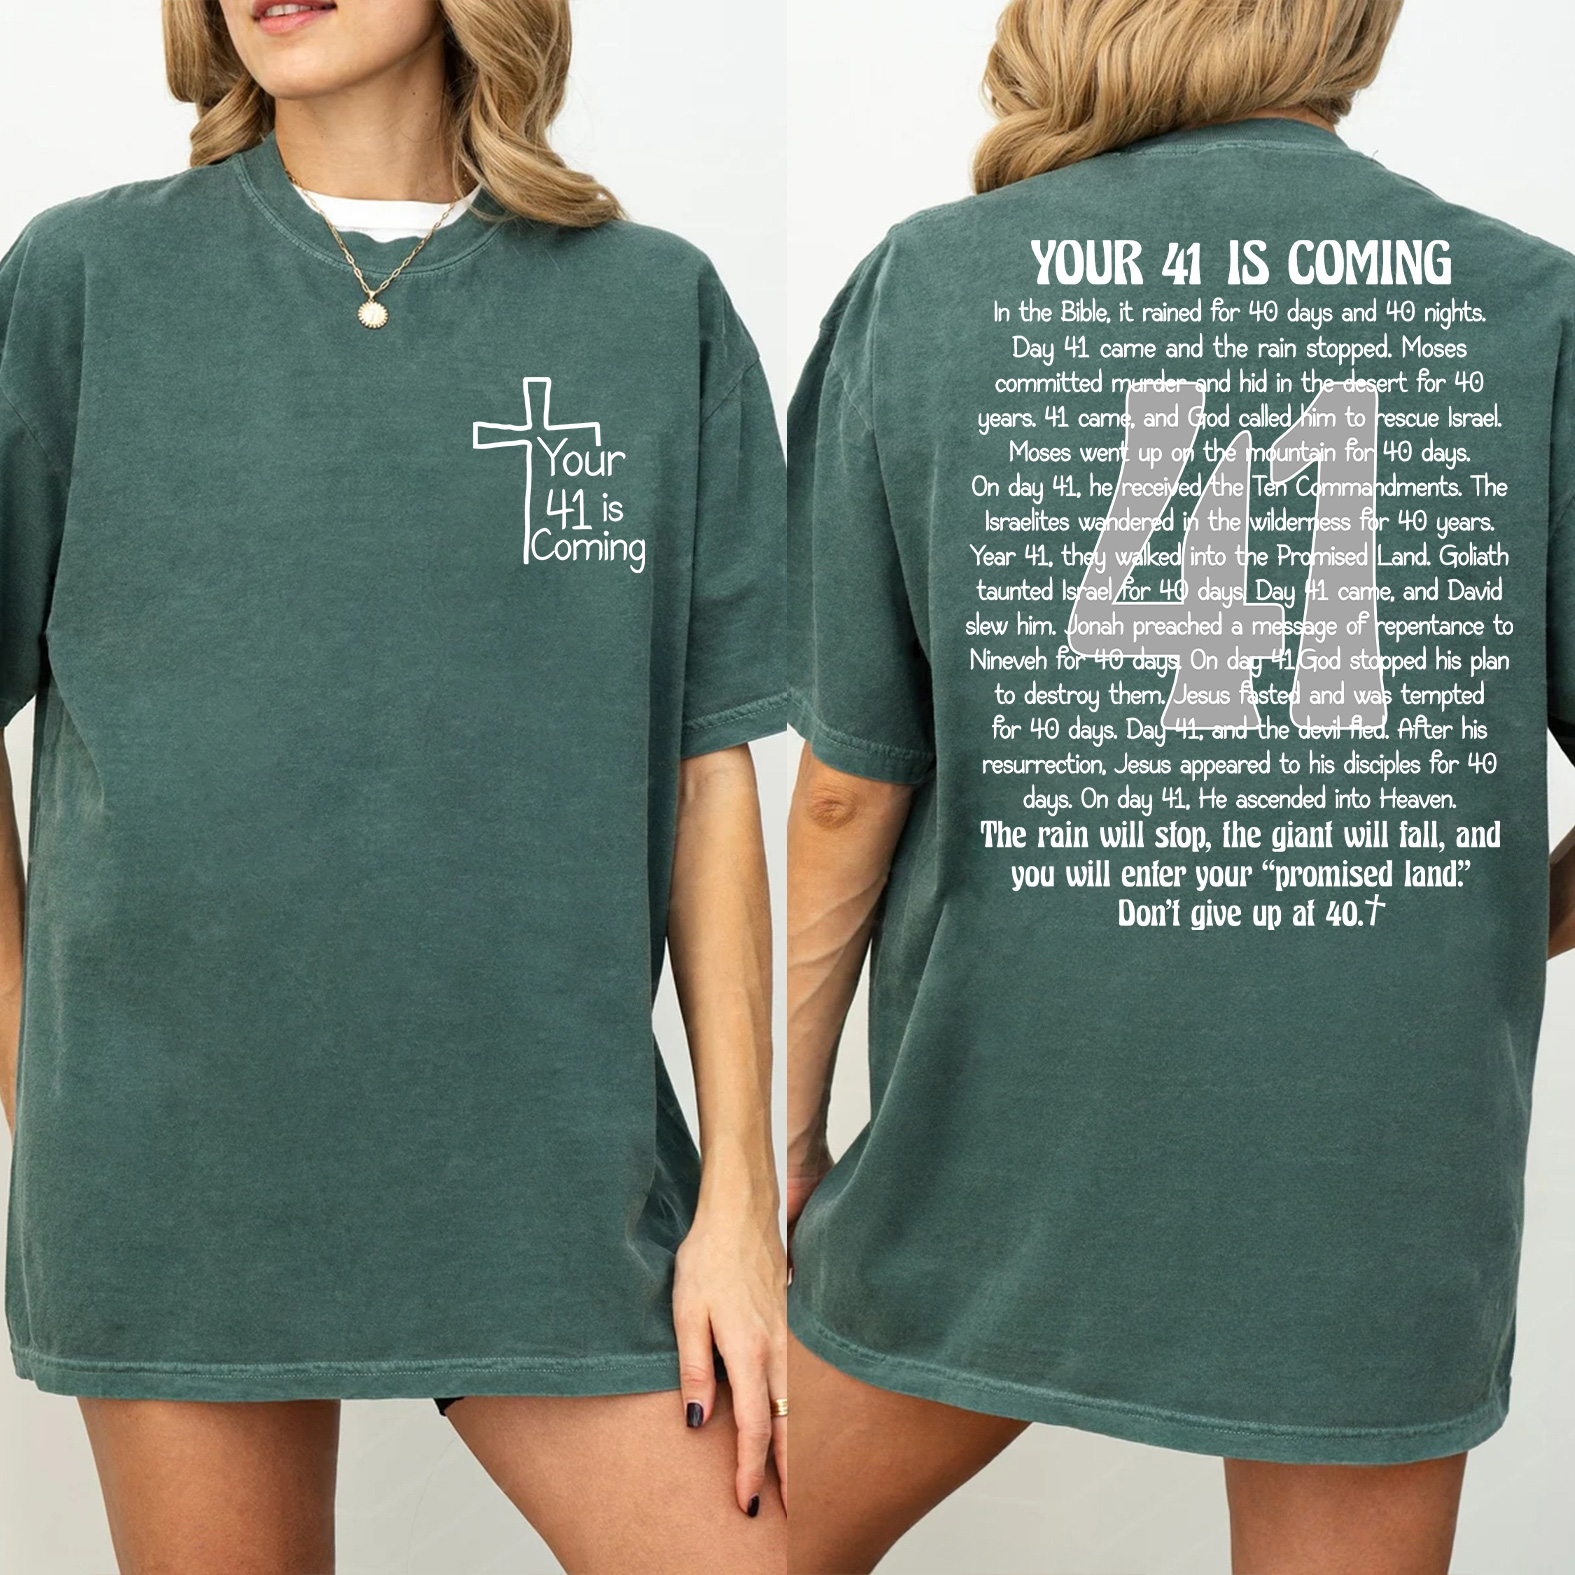 Your
41 is
Coming
YOUR 41 IS COMING
In the Bible, it rained for 40 days and 40 nights.
Day 41 came and the rain stopped. Moses
committed murder and hid in the desert for 40
years. 41 came, and God called him to rescue Israel.
Moses went up on the mountain for 40 days.
On day 41, he received the Ten Commandments. The
Israelites wandered in the wilderness for 40 years.
Year 41, they walked into the Promised Land. Goliath
taunted Israel for 40 days. Day 41 came, and David
slew him. Jonah preached a message of repentance to
Nineveh for 40 days. On day 41 God stopped his plan
to destroy them. Jesus fasted and was tempted
for 40 days. Day 41, and the devil fled. After his
resurrection, Jesus appeared to his disciples for 40
days. On day 41, He ascended into Heaven.
The rain will stop, the giant will fall, and
you will enter your “promised land.”
Don't give up at 40.
41